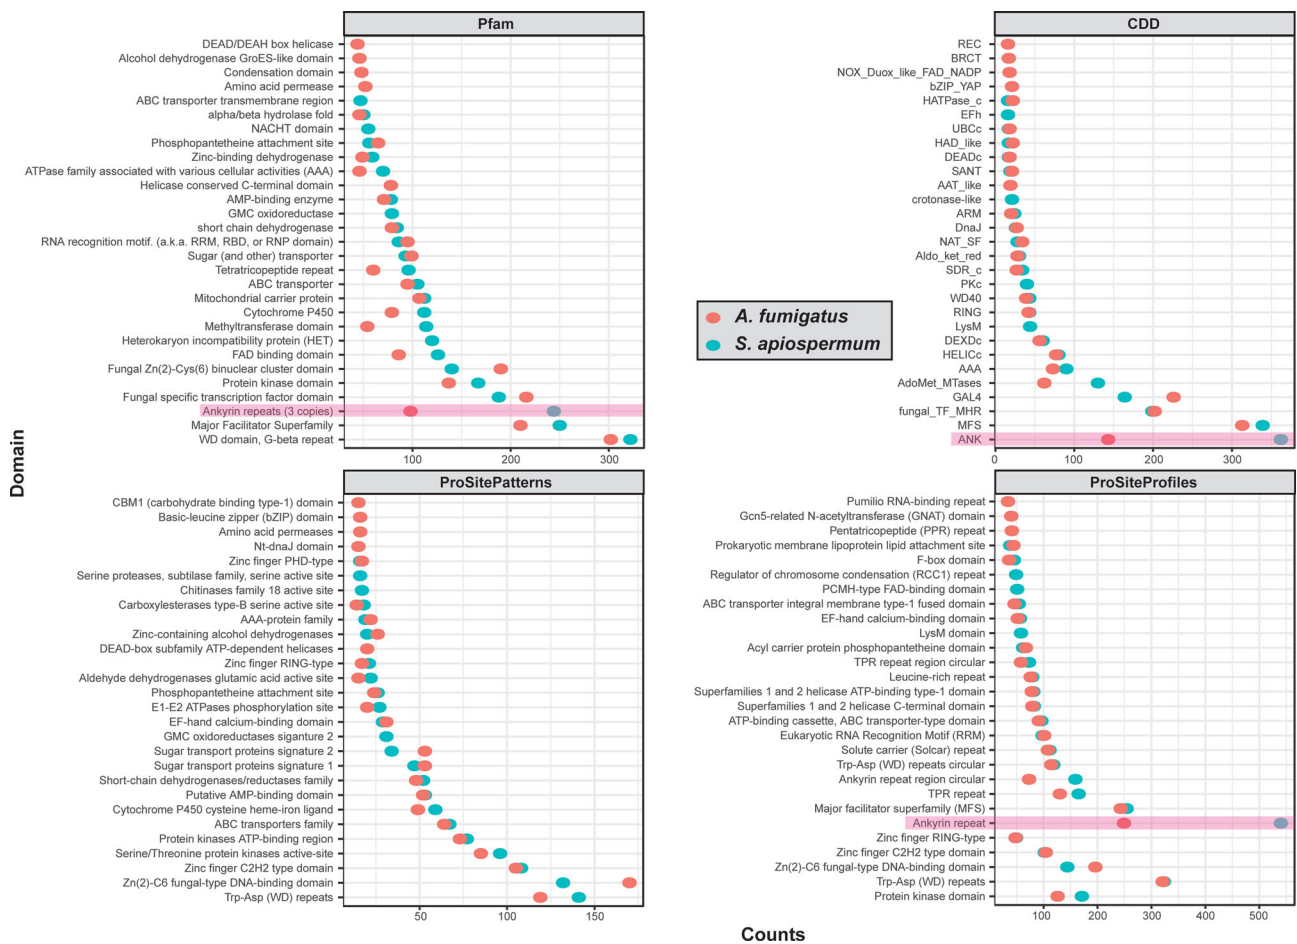 Pfam
DEAD/DEAH box helicase
Alcohol dehydrogenase GroES-like domain
Condensation domain
Amino acid permease
ABC transporter transmembrane region
alpha/beta hydrolase fold
NACHT domain
Phosphopantetheine attachment site
Zinc-binding dehydrogenase
ATPase family associated with various cellular activities (AAA)
Helicase conserved C-terminal domain
AMP-binding enzyme
GMC oxidoreductase
short chain dehydrogenase
RNA recognition motif. (a.k.a. RRM, RBD, or RNP domain)
Sugar (and other) transporter
Tetratricopeptide repeat
ABC transporter
Mitochondrial carrier protein
Cytochrome P450
Methyltransferase domain
Heterokaryon incompatibility protein (HET)
FAD binding domain
Fungal Zn(2)-Cys(6) binuclear cluster domain
Protein kinase domain
Fungal specific transcription factor domain
Ankyrin repeats (3 copies)
Major Facilitator Superfamily
WD domain, G-beta repeat
100 200 300
CDD
REC
BRCT
NOX_Duox_like_FAD_NADP
bZIP_YAP
HATPase_c
EFh
UBCc
HAD_like
DEADc
SANT
AAT_like
crotonase-like
ARM
DnaJ
NAT_SF
Aldo_ket_red
SDR_c
PKc
WD40
RING
LysM
DEXDc
HELICc
AAA
AdoMet_MTases
GAL4
fungal_TF_MHR
MFS
ANK
0 100 200 300
A. fumigatus
S. apiospermum
Domain
ProSitePatterns
CBM1 (carbohydrate binding type-1) domain
Basic-leucine zipper (bZIP) domain
Amino acid permeases
Nt-dnaJ domain
Zinc finger PHD-type
Serine proteases, subtilase family, serine active site
Chitinases family 18 active site
Carboxylesterases type-B serine active site
AAA-protein family
Zinc-containing alcohol dehydrogenases
DEAD-box subfamily ATP-dependent helicases
Zinc finger RING-type
Aldehyde dehydrogenases glutamic acid active site
Phosphopantetheine attachment site
E1-E2 ATPases phosphorylation site
EF-hand calcium-binding domain
GMC oxidoreductases siganture 2
Sugar transport proteins signature 2
Sugar transport proteins signature 1
Short-chain dehydrogenases/reductases family
Putative AMP-binding domain
Cytochrome P450 cysteine heme-iron ligand
ABC transporters family
Protein kinases ATP-binding region
Serine/Threonine protein kinases active-site
Zinc finger C2H2 type domain
Zn(2)-C6 fungal-type DNA-binding domain
Trp-Asp (WD) repeats
50 100 150
ProSiteProfiles
Pumilio RNA-binding repeat
Gcn5-related N-acetyltransferase (GNAT) domain
Pentatricopeptide (PPR) repeat
Prokaryotic membrane lipoprotein lipid attachment site
F-box domain
Regulator of chromosome condensation (RCC1) repeat
PCMH-type FAD-binding domain
ABC transporter integral membrane type-1 fused domain
EF-hand calcium-binding domain
LysM domain
Acyl carrier protein phosphopantetheine domain
TPR repeat region circular
Leucine-rich repeat
Superfamilies 1 and 2 helicase ATP-binding type-1 domain
Superfamilies 1 and 2 helicase C-terminal domain
ATP-binding cassette, ABC transporter-type domain
Eukaryotic RNA Recognition Motif (RRM)
Solute carrier (Solcar) repeat
Trp-Asp (WD) repeats circular
Ankyrin repeat region circular
TPR repeat
Major facilitator superfamily (MFS)
Ankyrin repeat
Zinc finger RING-type
Zinc finger C2H2 type domain
Zn(2)-C6 fungal-type DNA-binding domain
Trp-Asp (WD) repeats
Protein kinase domain
100 200 300 400 500
Counts